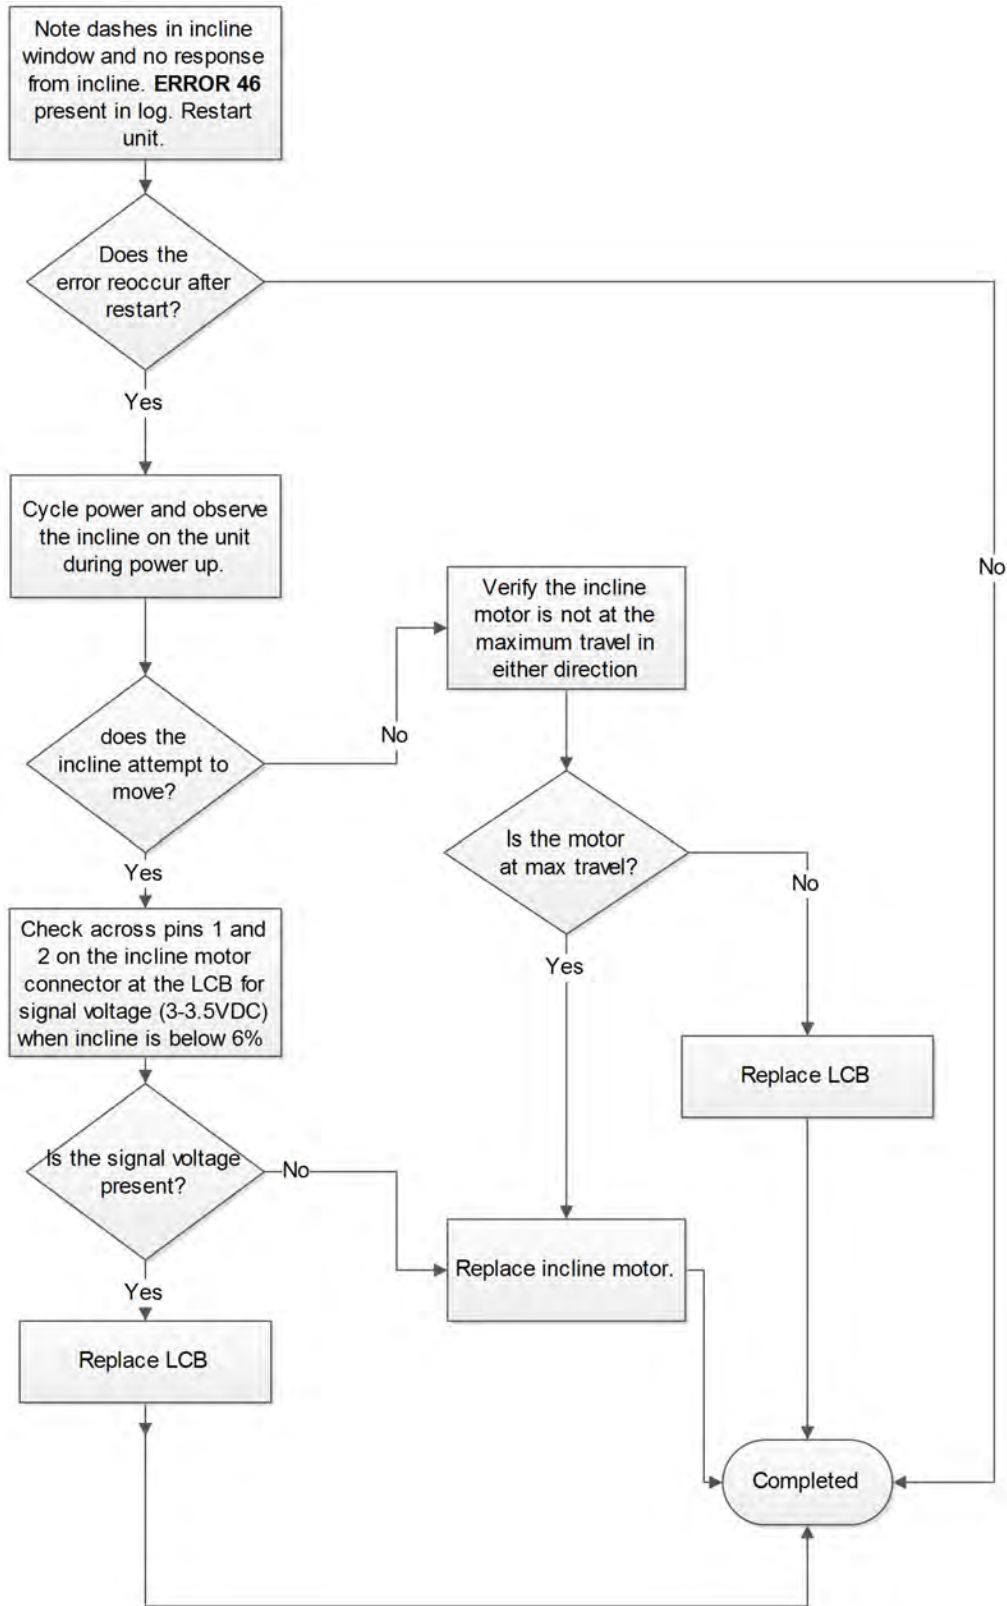 Note dashes in incline
window and no response
from incline. ERROR 46
present in log. Restart
unit.
Does the
error reoccur after
restart?
Yes
No
Cycle power and observe
the incline on the unit
during power up.
does the
incline attempt to
move?
No
Verify the incline
motor is not at the
maximum travel in
either direction
Is the motor
at max travel?
No
Yes
Replace LCB
Yes
Check across pins 1 and
2 on the incline motor
connector at the LCB for
signal voltage (3-3.5VDC)
when incline is below 6%
Is the signal voltage
present?
No
Replace incline motor.
Yes
Replace LCB
Completed